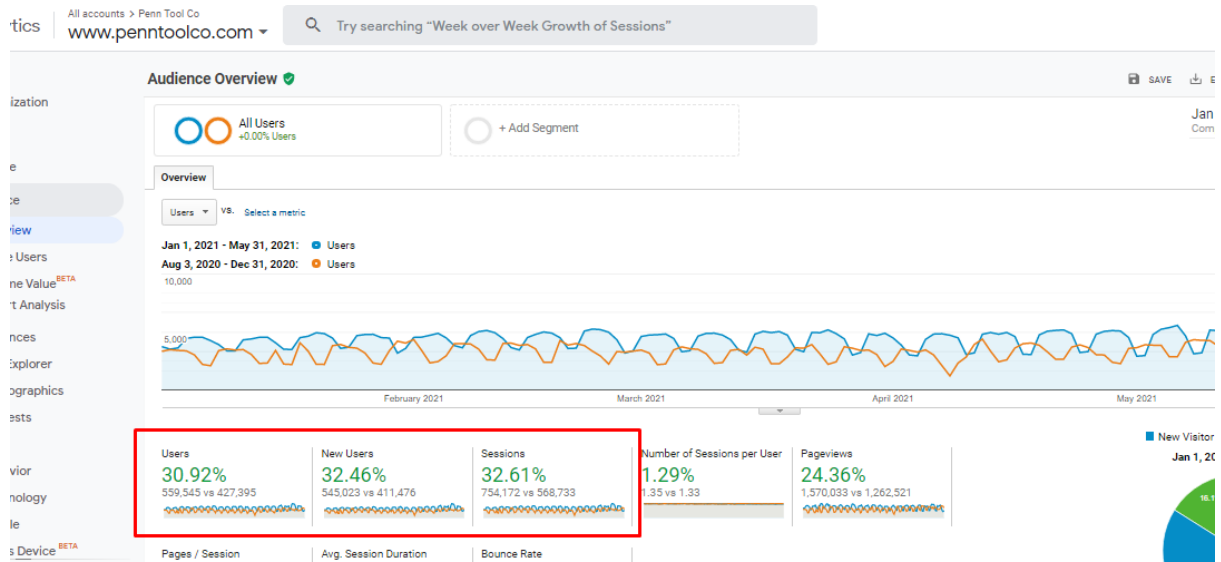 All accounts > Penn Tool Co
tics www.penntoolco.com
Try searching “Week over Week Growth of Sessions”
Audience Overview
SAVE
All Users
+0.00% Users
+ Add Segment
Jan
Com
Overview
Users VS. Select a metric
Jan 1, 2021 - May 31, 2021: Users
Aug 3, 2020 - Dec 31, 2020: Users
10,000
5,000
February 2021 March 2021 April 2021 May 2021
ization
e
ce
view
e Users
me Value BETA
rt Analysis
nces
Explorer
ographics
ests
vior
nology
le
s Device BETA
Users
30.92%
559,545 vs 427,395
New Users
32.46%
545,023 vs 411,476
Sessions
32.61%
754,172 vs 568,733
Number of Sessions per User
1.29%
1.35 vs 1.33
Pageviews
24.36%
1,570,033 vs 1,262,521
Pages / Session
Avg. Session Duration
Bounce Rate
New Visitor
Jan 1, 20
16.1